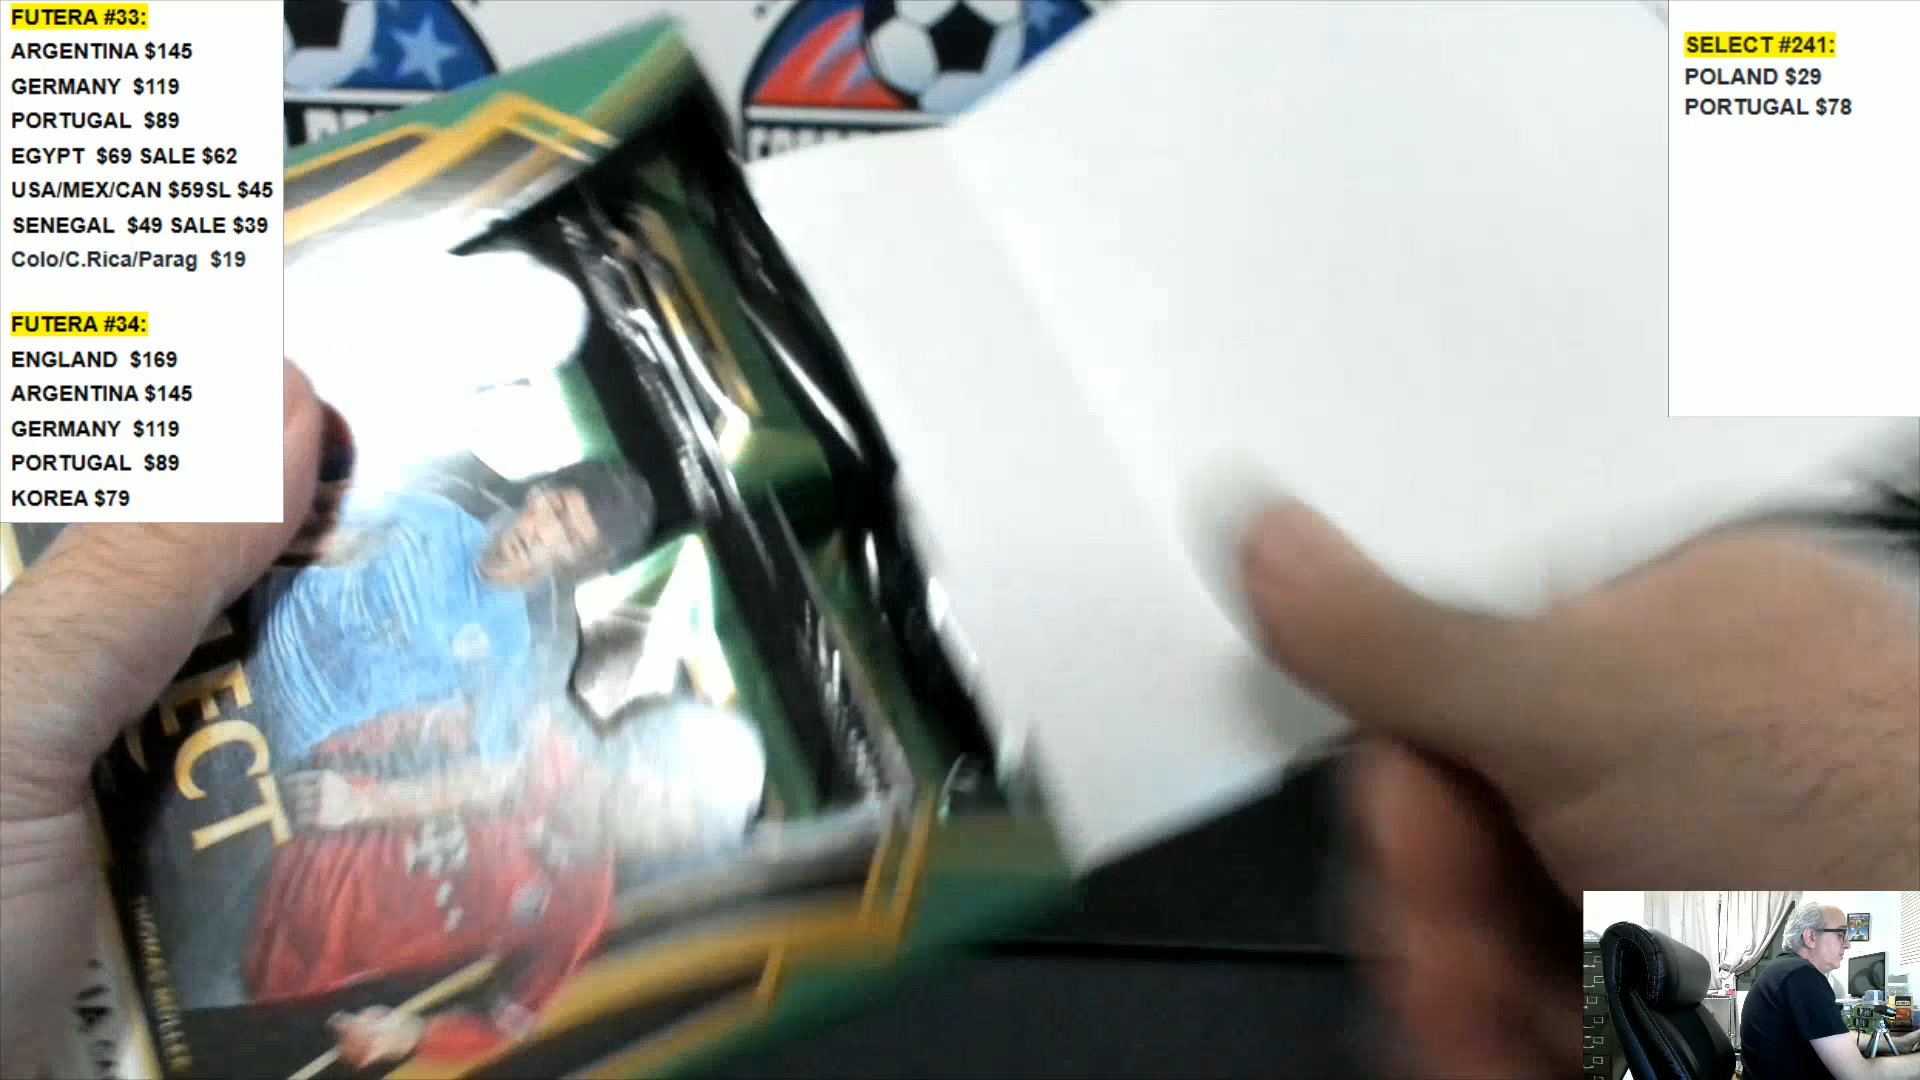 FUTERA #33:
ARGENTINA $145
GERMANY $119
PORTUGAL $89
EGYPT $69 SALE $62
USA/MEX/CAN $59SL $45
SENEGAL $49 SALE $39
Colo/C.Rica/Parag $19
FUTERA #34:
ENGLAND $169
ARGENTINA $145
GERMANY $119
PORTUGAL $89
KOREA $79
SELECT #241:
POLAND $29
PORTUGAL $78
THOMAS MÜLLER